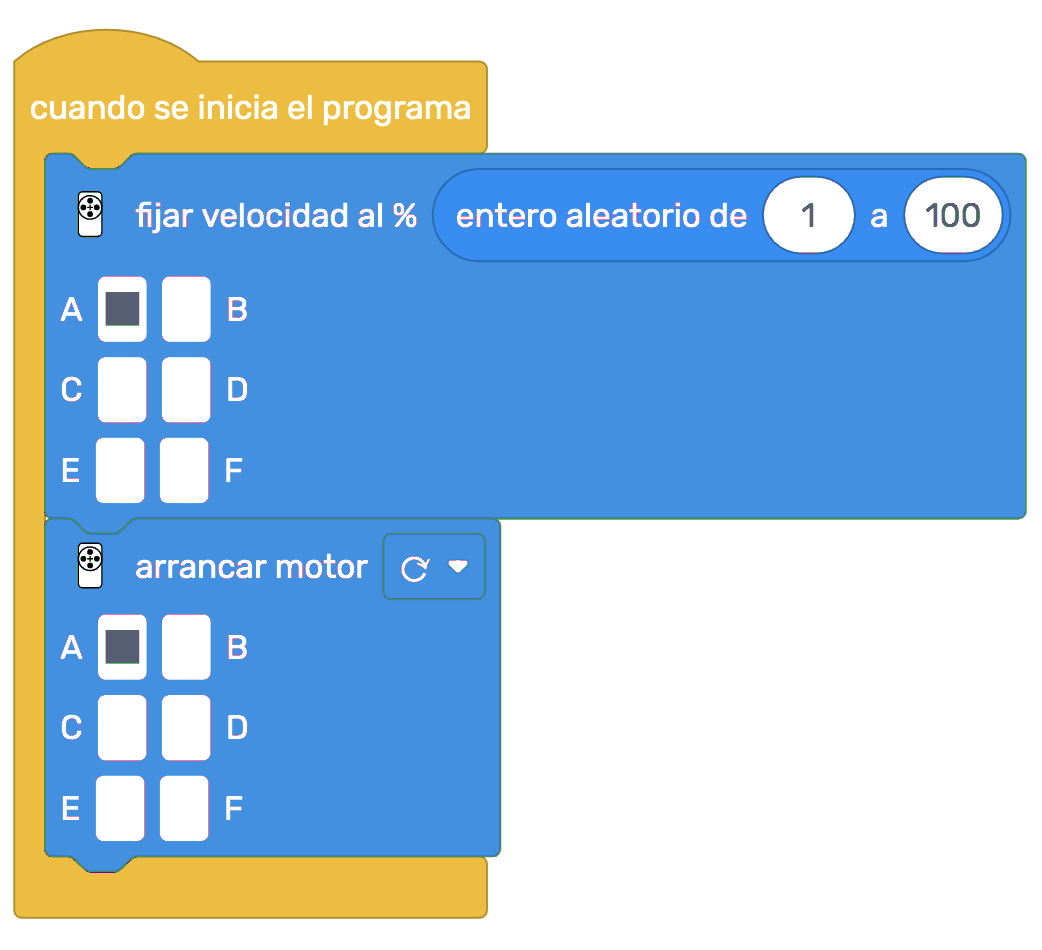 cuando se inicia el programa
fijar velocidad al % entero aleatorio de 1 a 100
A B
C D
E F
arrancar motor
A B
C D
E F